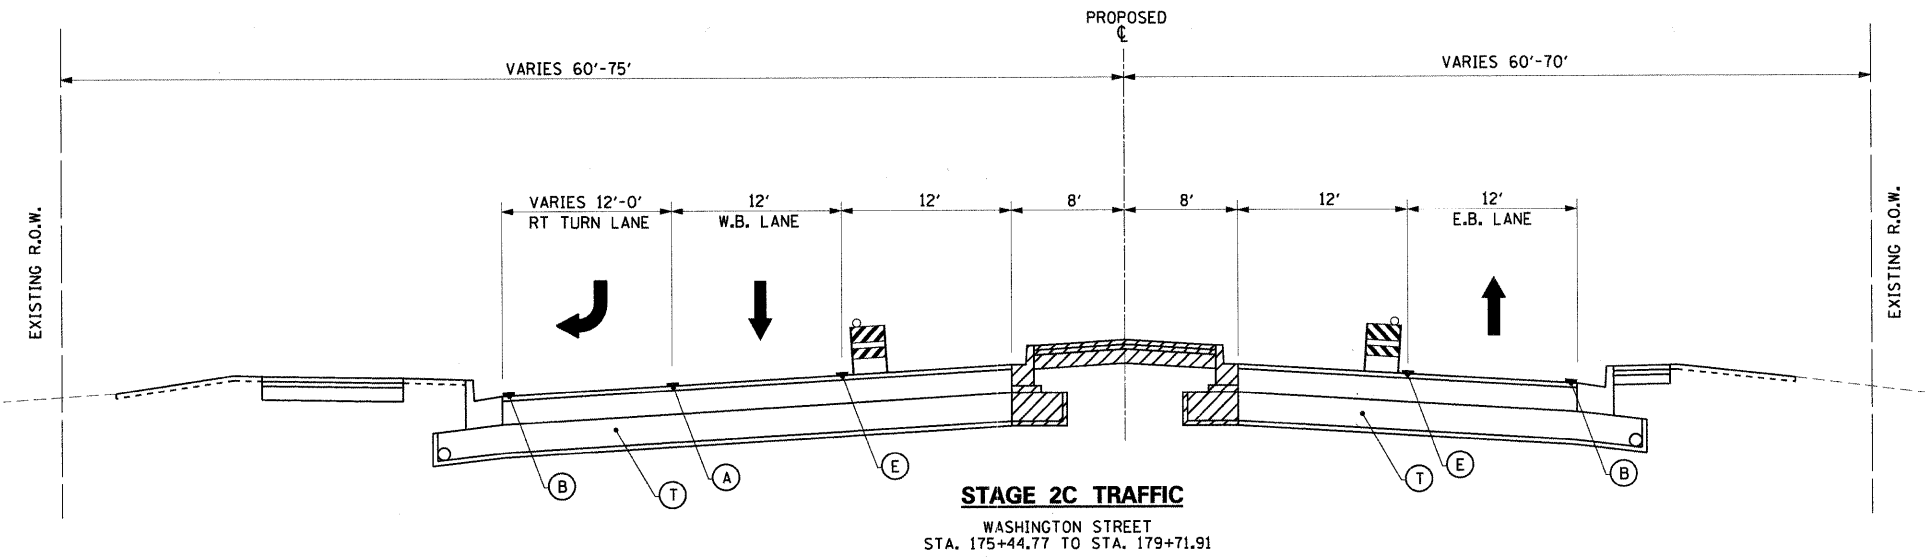 PROPOSED
℄
VARIES 60'-75'
VARIES 60'-70'
EXISTING R.O.W.
VARIES 12'-0'
RT TURN LANE
12'
W.B. LANE
12'
8'
8'
12'
12'
E.B. LANE
EXISTING R.O.W.
B
T
A
E
T
E
B
STAGE 2C TRAFFIC
WASHINGTON STREET
STA. 175+44.77 TO STA. 179+71.91